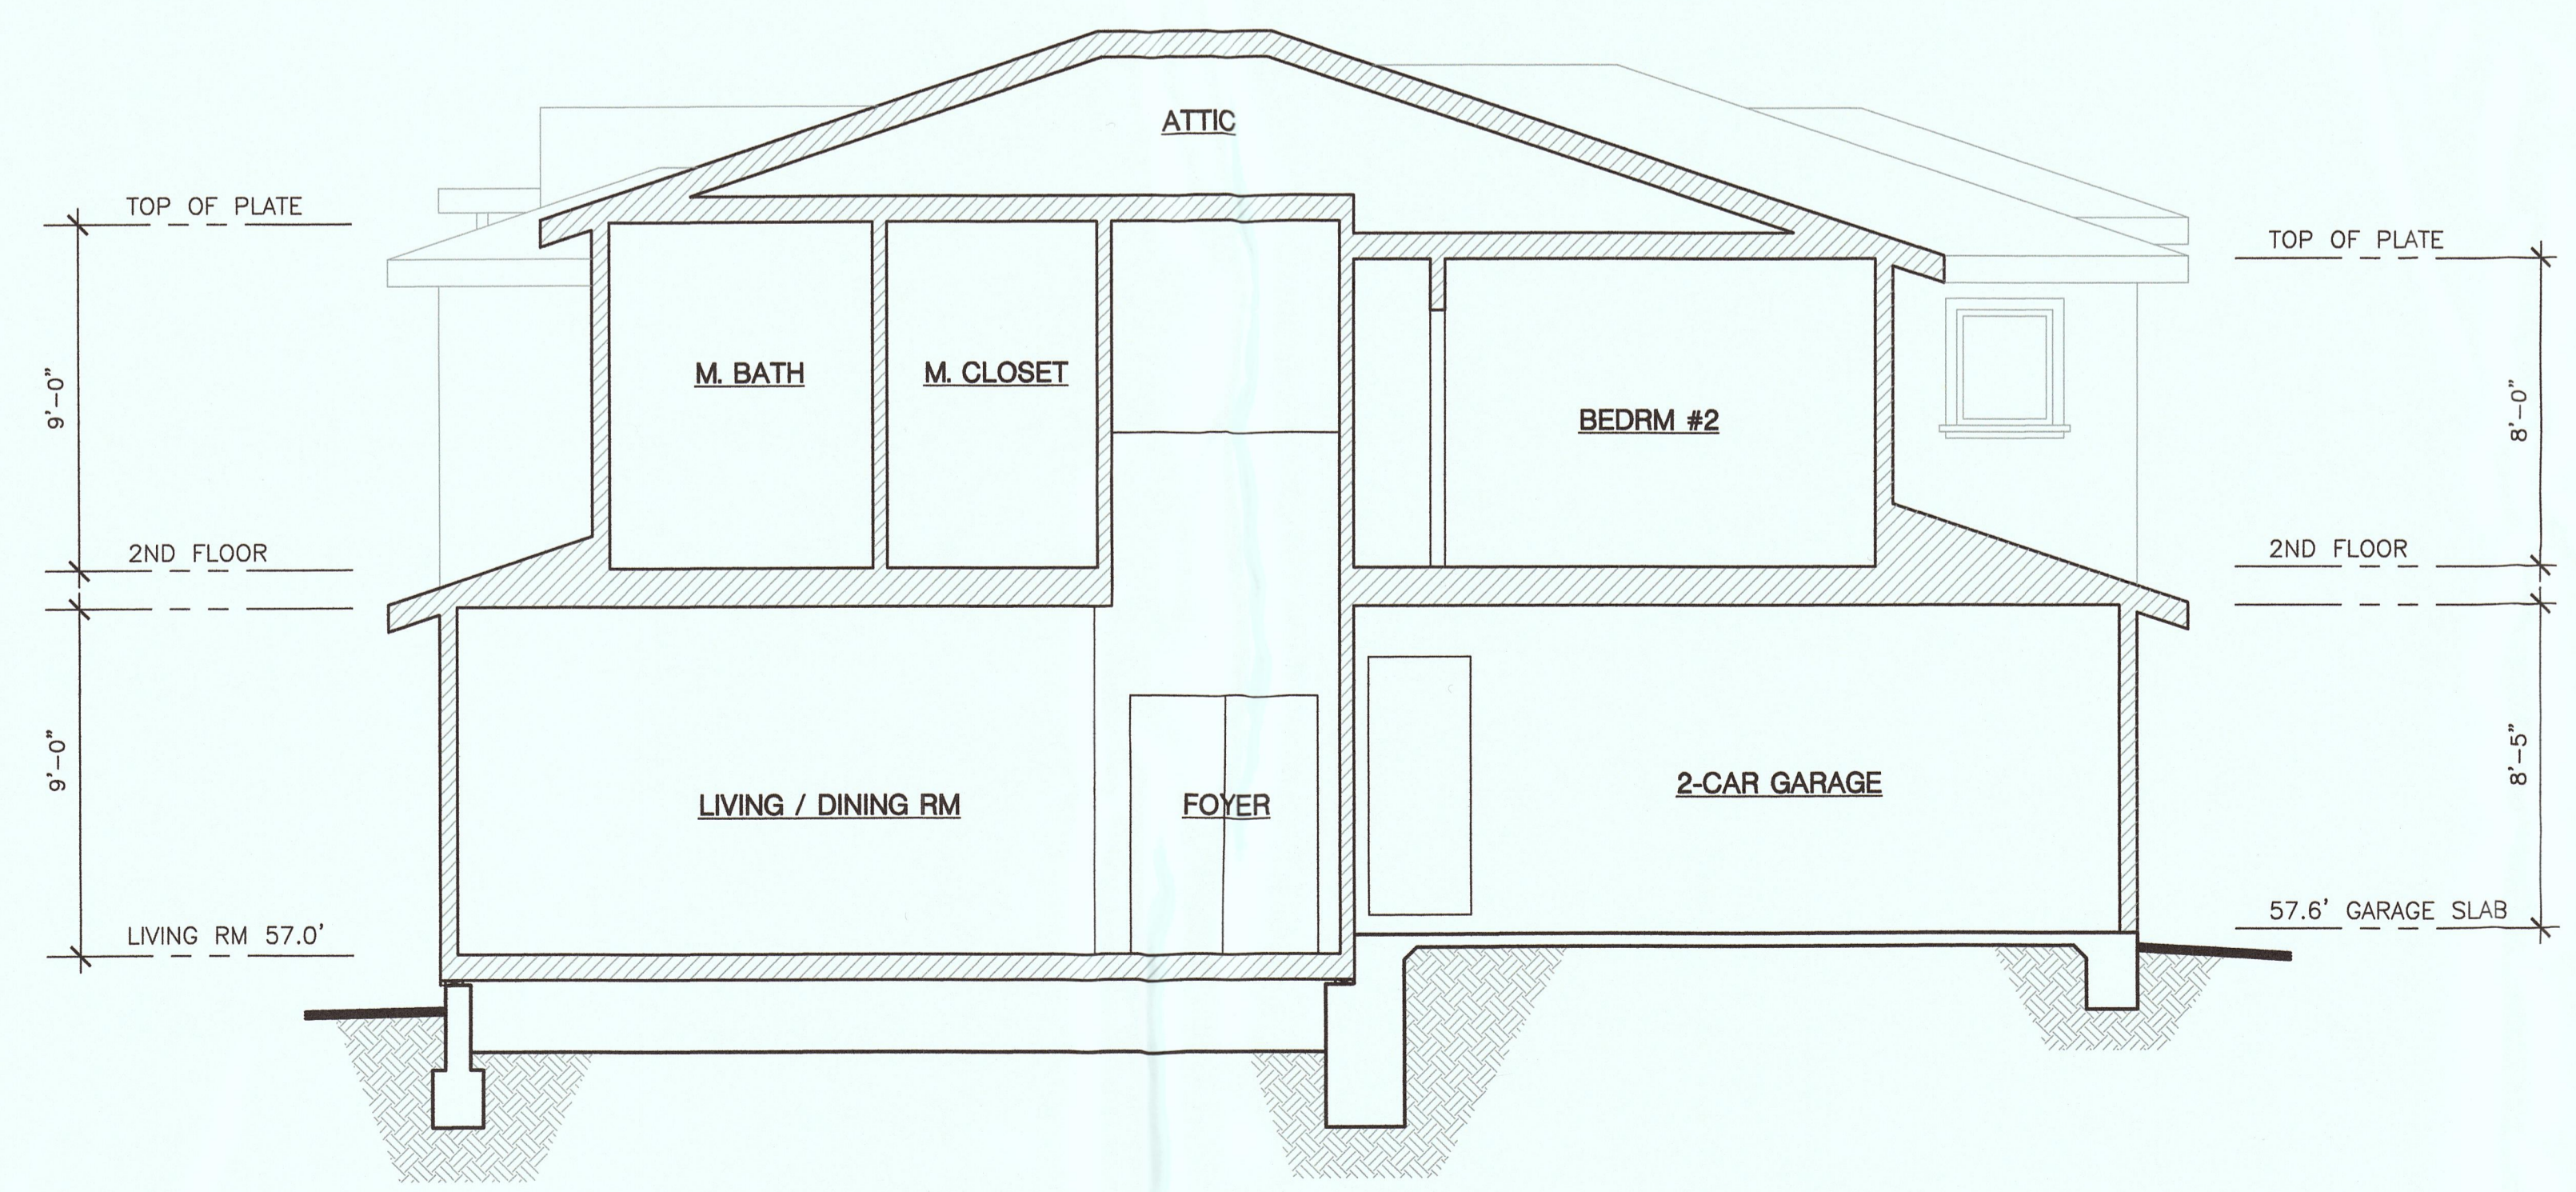 ATTIC
TOP OF PLATE
TOP OF PLATE
9'-0"
M. BATH
M. CLOSET
BEDRM #2
8'-0"
2ND FLOOR
2ND FLOOR
9'-0"
LIVING / DINING RM
FOYER
2-CAR GARAGE
8'-5"
LIVING RM 57.0'
57.6' GARAGE SLAB